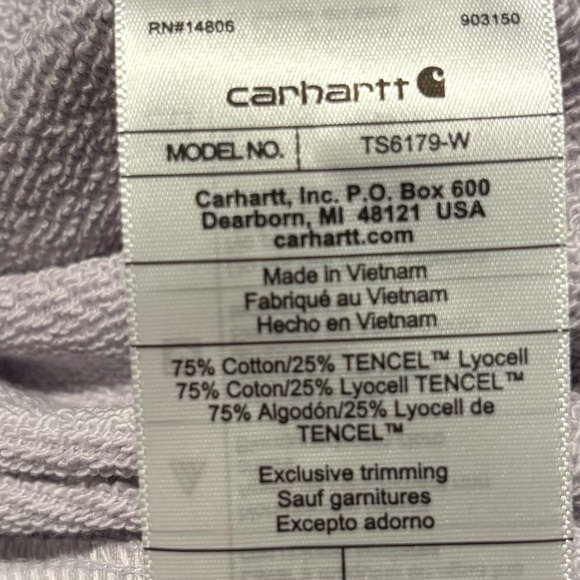 RN#14806 903150
carhartt
MODEL NO. TS6179-W
Carhartt, Inc. P.O. Box 600
Dearborn, MI 48121 USA
carhartt.com
Made in Vietnam
Fabriqué au Vietnam
Hecho en Vietnam
75% Cotton/25% TENCEL™ Lyocell
75% Coton/25% Lyocell TENCEL™
75% Algodón/25% Lyocell de
TENCEL™
Exclusive trimming
Sauf garnitures
Excepto adorno